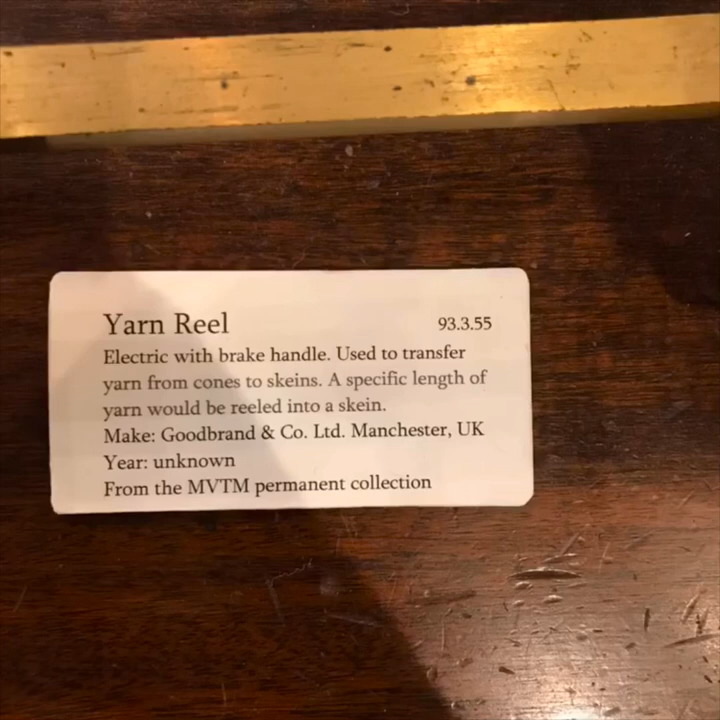 Yarn Reel 93.3.55
Electric with brake handle. Used to transfer
yarn from cones to skeins. A specific length of
yarn would be reeled into a skein.
Make: Goodbrand & Co. Ltd. Manchester, UK
Year: unknown
From the MVTM permanent collection